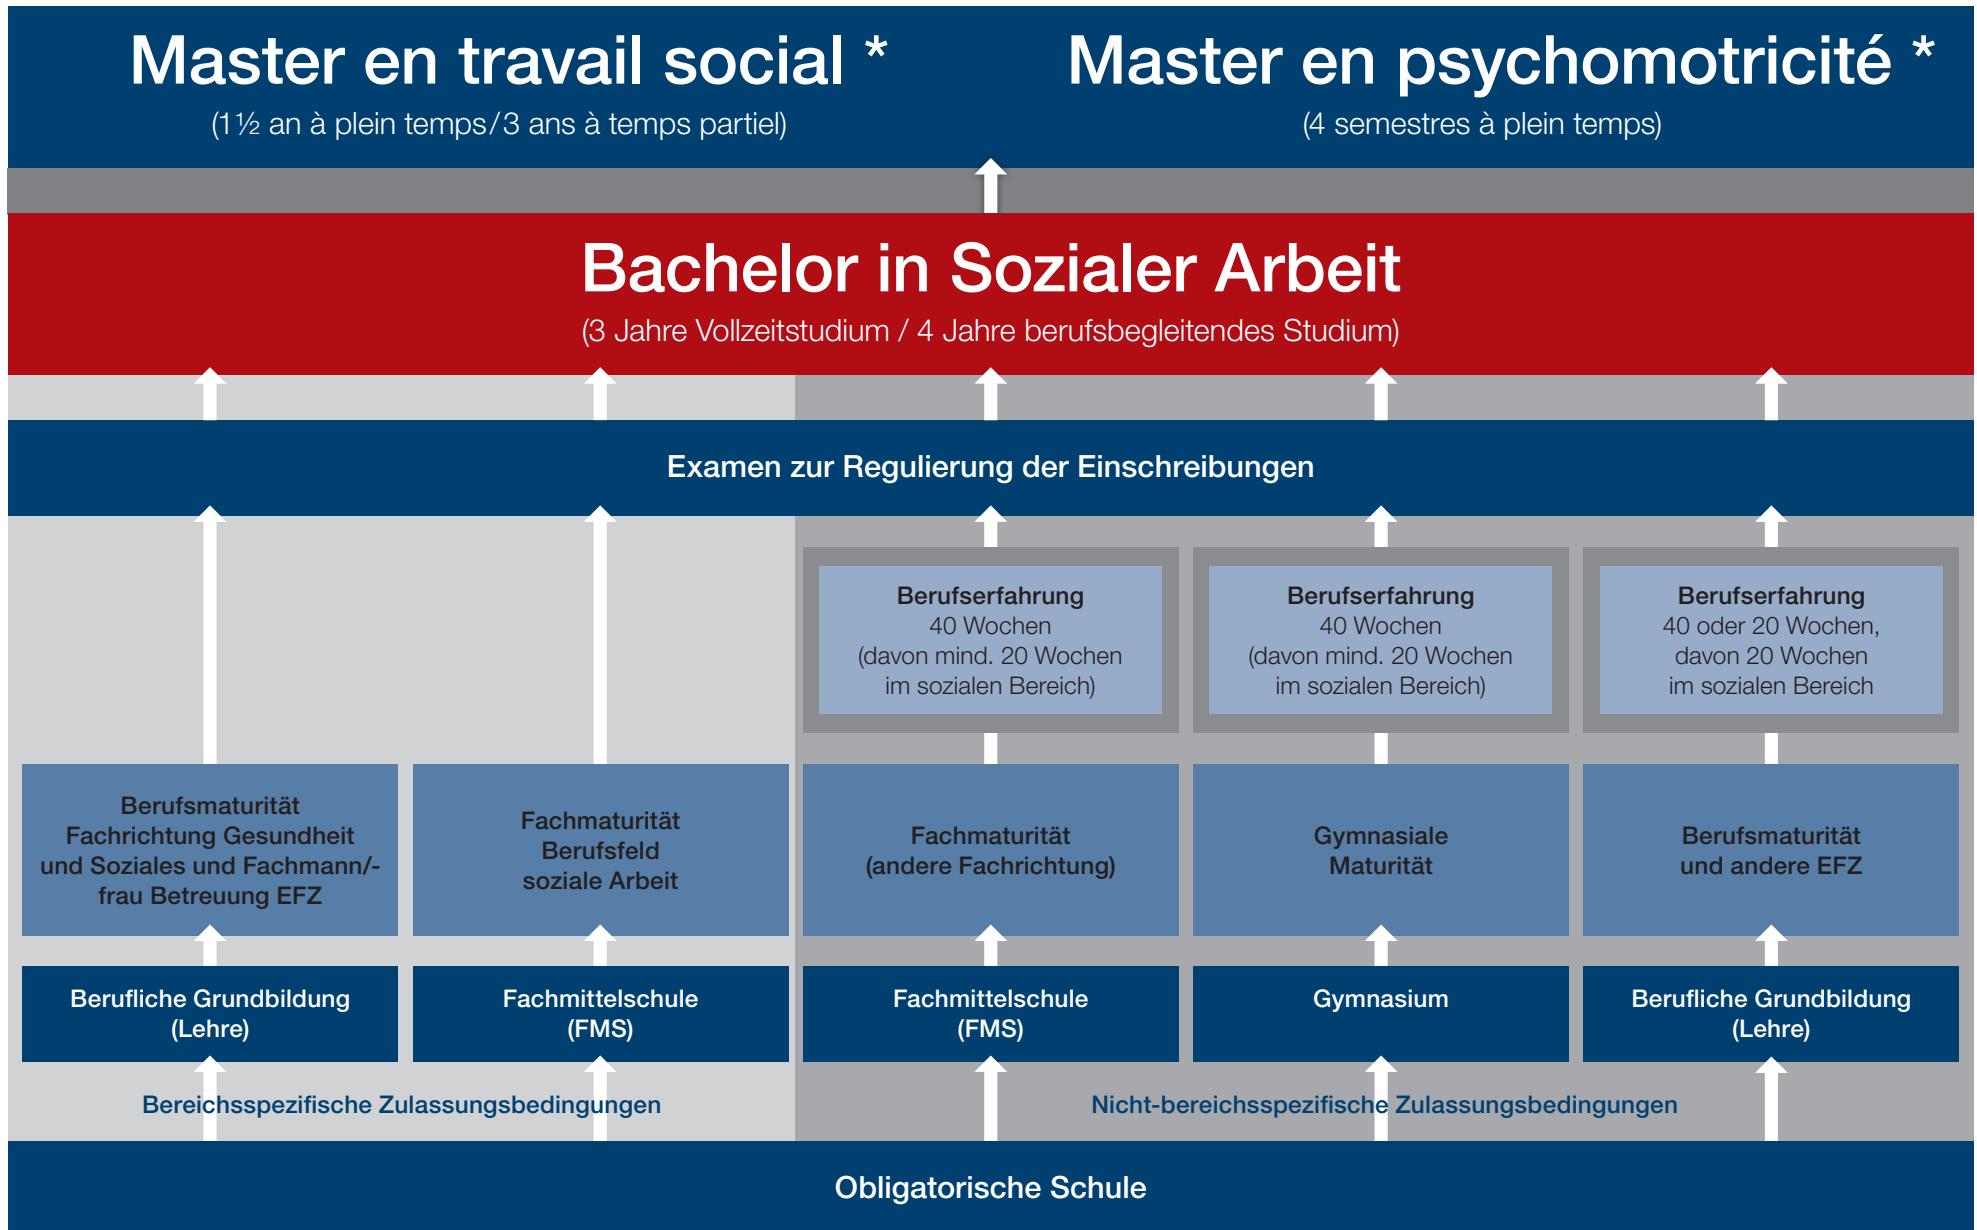 Master en travail social *
(1½ an à plein temps/3 ans à temps partiel)
Master en psychomotricité *
(4 semestres à plein temps)
Bachelor in Sozialer Arbeit
(3 Jahre Vollzeitstudium / 4 Jahre berufsbegleitendes Studium)
Examen zur Regulierung der Einschreibungen
Berufserfahrung
40 Wochen
(davon mind. 20 Wochen
im sozialen Bereich)
Berufserfahrung
40 Wochen
(davon mind. 20 Wochen
im sozialen Bereich)
Berufserfahrung
40 oder 20 Wochen,
davon 20 Wochen
im sozialen Bereich
Berufsmaturität
Fachrichtung Gesundheit
und Soziales und Fachmann/-
frau Betreuung EFZ
Fachmaturität
Berufsfeld
soziale Arbeit
Fachmaturität
(andere Fachrichtung)
Gymnasiale
Maturität
Berufsmaturität
und andere EFZ
Berufliche Grundbildung
(Lehre)
Fachmittelschule
(FMS)
Fachmittelschule
(FMS)
Gymnasium
Berufliche Grundbildung
(Lehre)
Bereichsspezifische Zulassungsbedingungen
Nicht-bereichsspezifische Zulassungsbedingungen
Obligatorische Schule